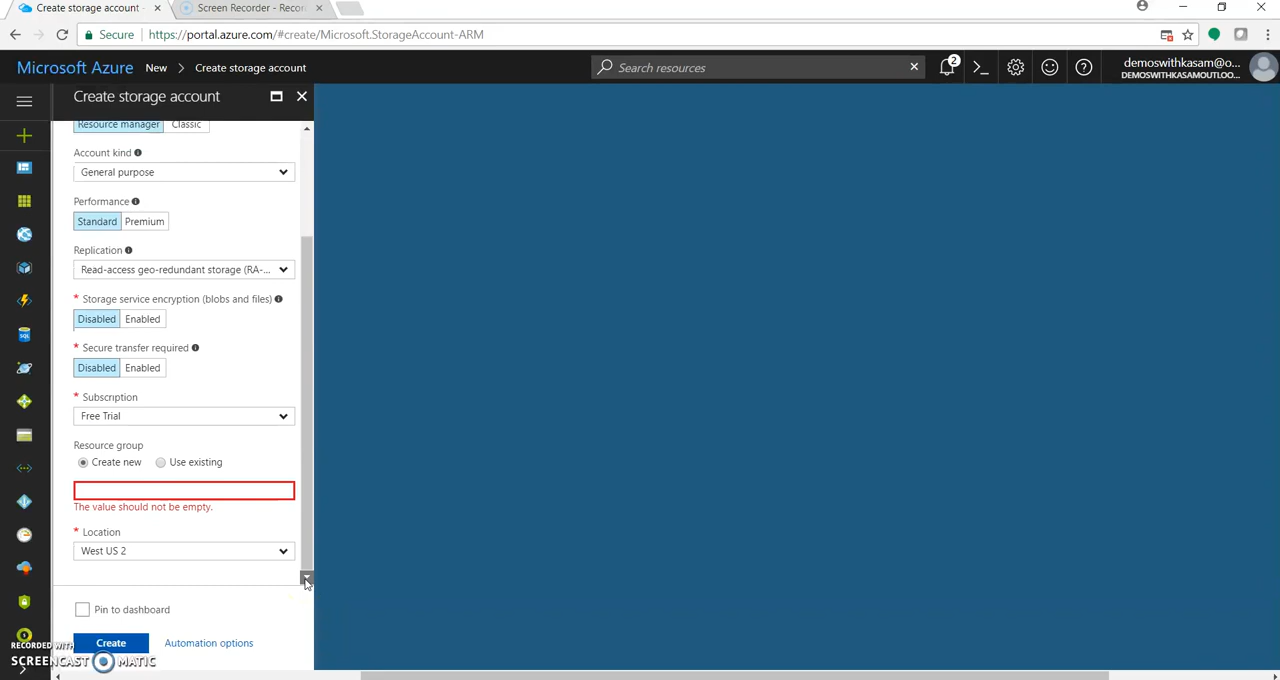 Create storage account -
Screen Recorder - Recor
Secure
https://portal.azure.com/#create/Microsoft.StorageAccount-ARM
Microsoft Azure
New
Create storage account
Search resources
2
demoswithkasam@o...
DEMOSWITHKASAMOUTLOO...
Create storage account
Resource manager
Classic
Account kind
General purpose
Performance
Standard
Premium
Replication
Read-access geo-redundant storage (RA-...
* Storage service encryption (blobs and files)
Disabled
Enabled
* Secure transfer required
Disabled
Enabled
* Subscription
Free Trial
Resource group
Create new
Use existing
The value should not be empty.
* Location
West US 2
Pin to dashboard
Create
Automation options
SQL
RECORDED WITH
SCREENCAST MATIC